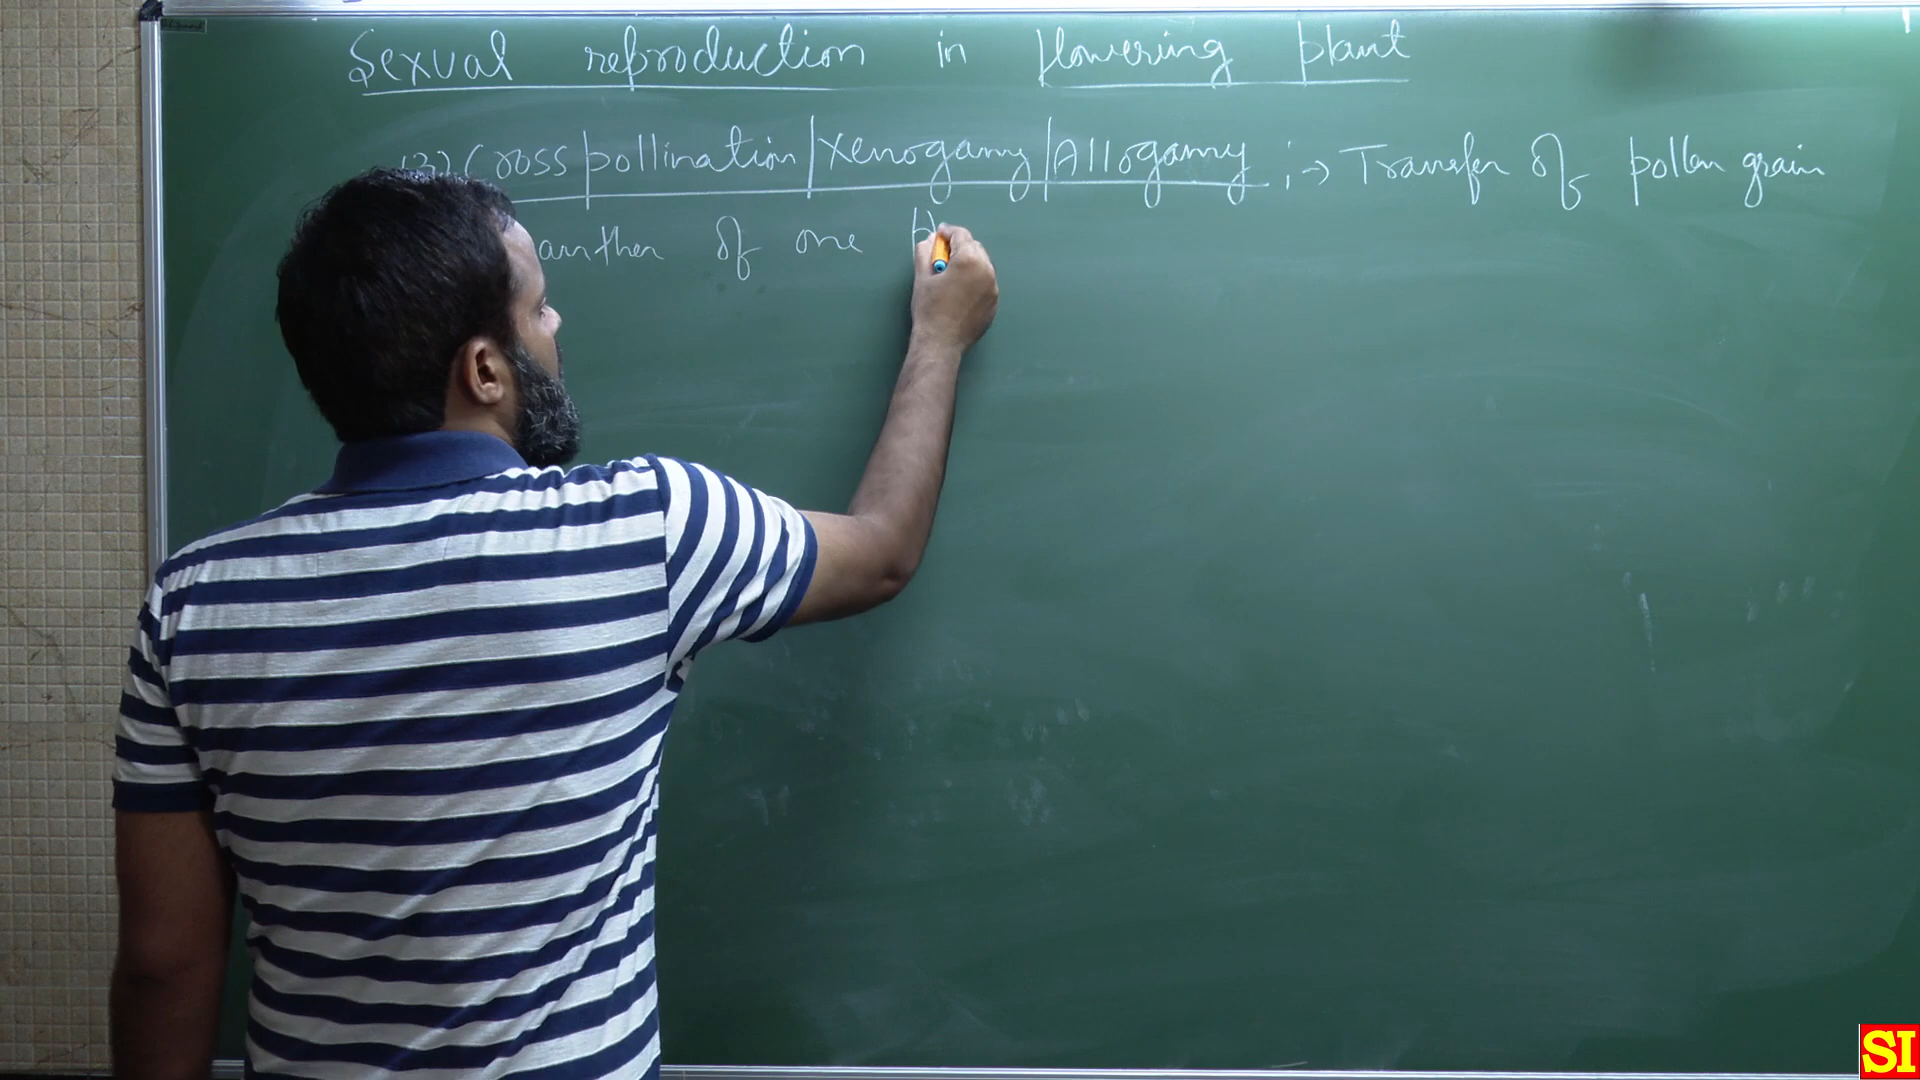 Sexual reproduction in flowering plant
(3) Cross pollination/Xenogamy/Allogamy :→ Transfer of pollen grain
anther of one
SI